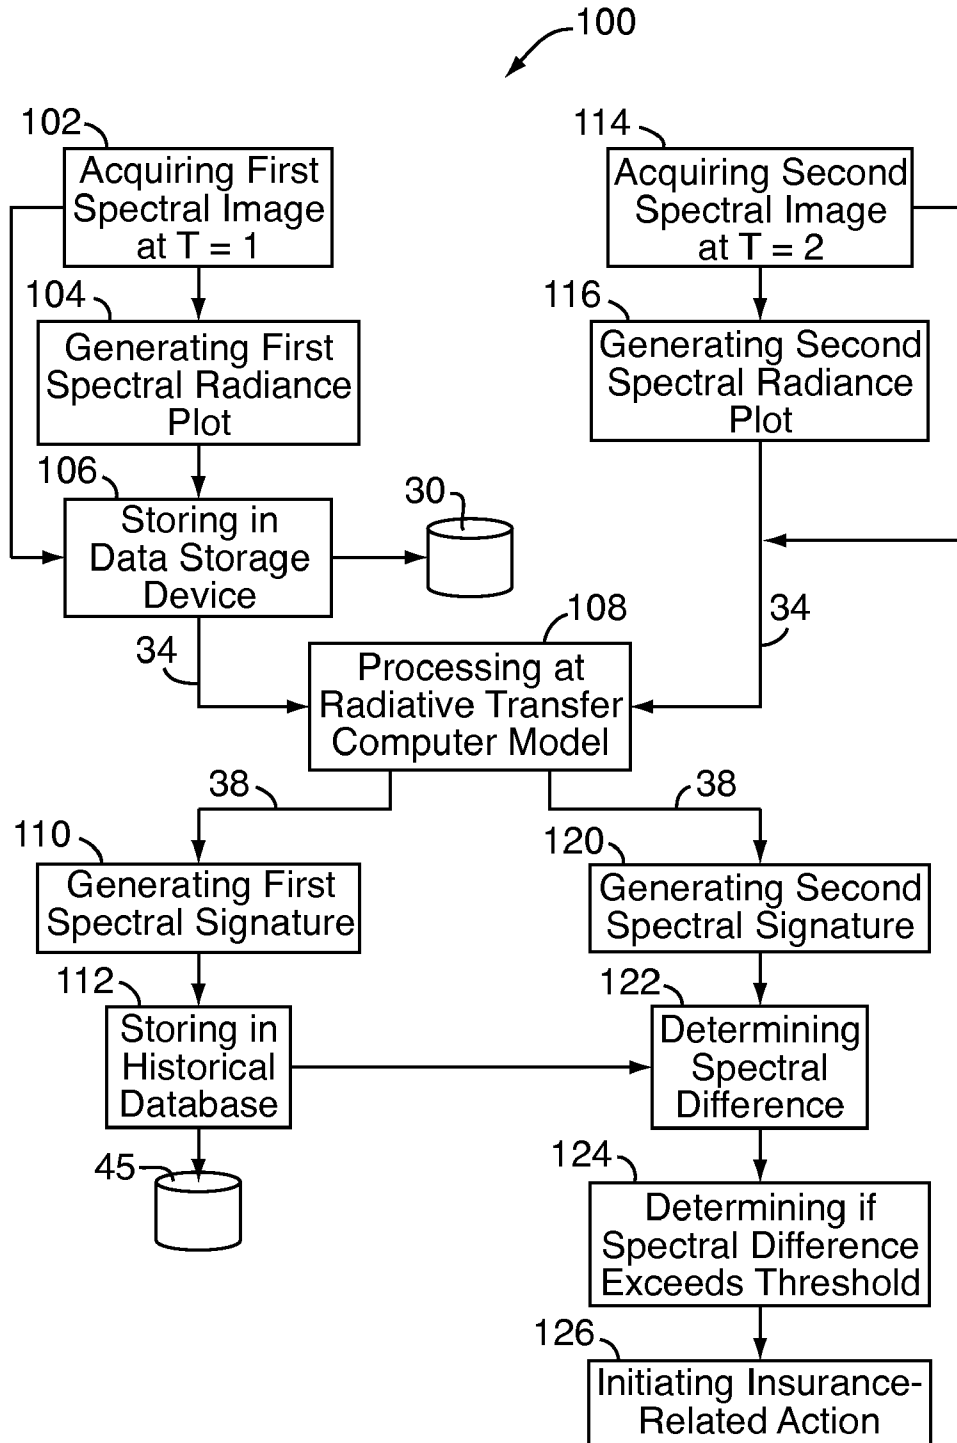 100
102
Acquiring First
Spectral Image
at T = 1
104
Generating First
Spectral Radiance
Plot
106
Storing in
Data Storage
Device
30
34
114
Acquiring Second
Spectral Image
at T = 2
116
Generating Second
Spectral Radiance
Plot
34
108
Processing at
Radiative Transfer
Computer Model
38
38
110
Generating First
Spectral Signature
112
Storing in
Historical
Database
45
120
Generating Second
Spectral Signature
122
Determining
Spectral
Difference
124
Determining if
Spectral Difference
Exceeds Threshold
126
Initiating Insurance-
Related Action